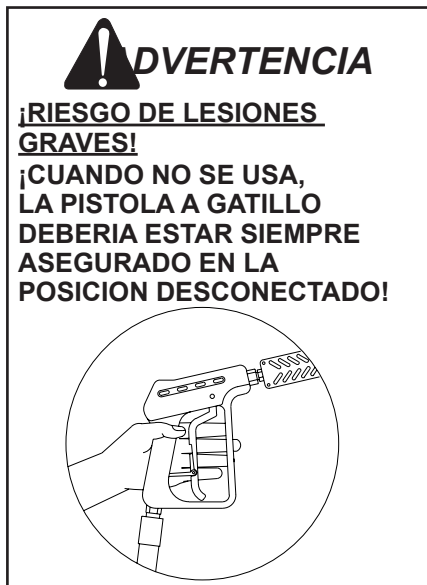 ADVERTENCIA
¡RIESGO DE LESIONES
GRAVES!
¡CUANDO NO SE USA,
LA PISTOLA A GATILLO
DEBERIA ESTAR SIEMPRE
ASEGURADO EN LA
POSICION DESCONECTADO!